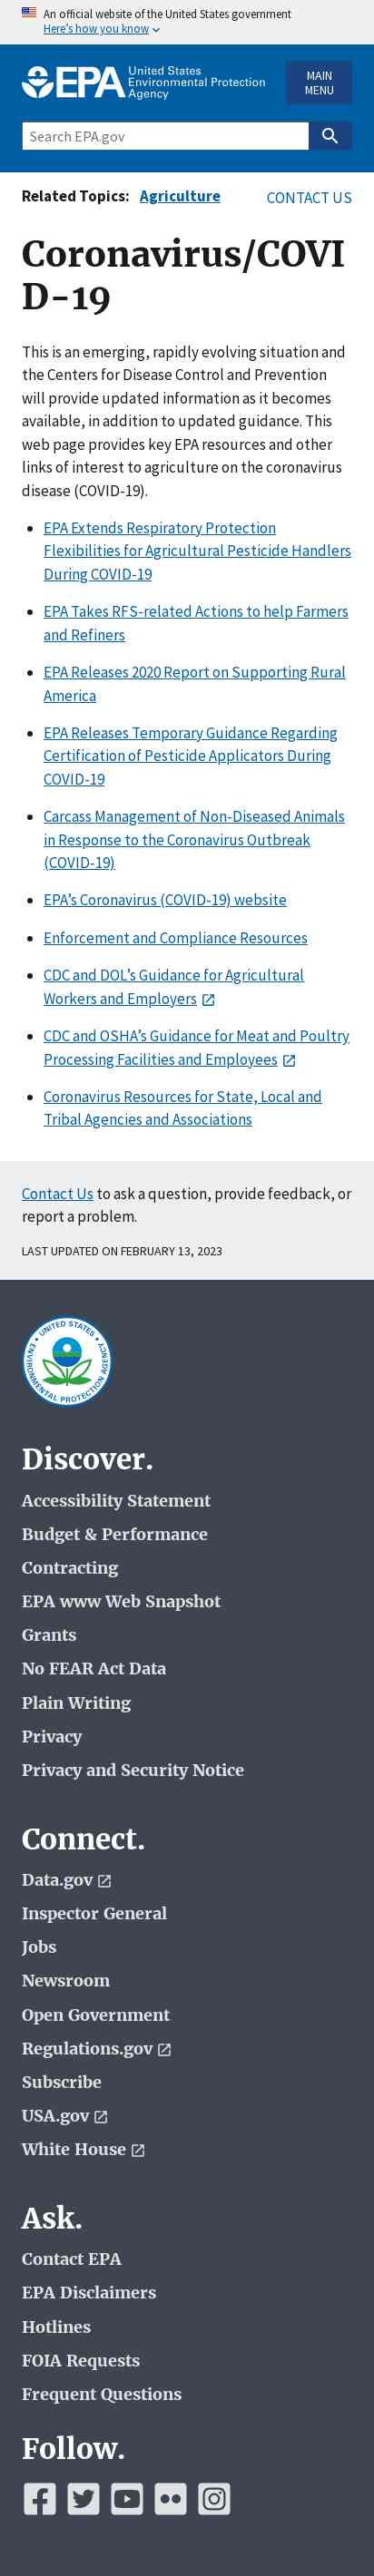 An official website of the United States government
Here's how you know
EPA United States
Environmental Protection
Agency
MAIN
MENU
Search EPA.gov
Related Topics: Agriculture CONTACT US
Coronavirus/COVI
D-19
This is an emerging, rapidly evolving situation and
the Centers for Disease Control and Prevention
will provide updated information as it becomes
available, in addition to updated guidance. This
web page provides key EPA resources and other
links of interest to agriculture on the coronavirus
disease (COVID-19).
EPA Extends Respiratory Protection
Flexibilities for Agricultural Pesticide Handlers
During COVID-19
EPA Takes RFS-related Actions to help Farmers
and Refiners
EPA Releases 2020 Report on Supporting Rural
America
EPA Releases Temporary Guidance Regarding
Certification of Pesticide Applicators During
COVID-19
Carcass Management of Non-Diseased Animals
in Response to the Coronavirus Outbreak
(COVID-19)
EPA's Coronavirus (COVID-19) website
Enforcement and Compliance Resources
CDC and DOL's Guidance for Agricultural
Workers and Employers
CDC and OSHA's Guidance for Meat and Poultry
Processing Facilities and Employees
Coronavirus Resources for State, Local and
Tribal Agencies and Associations
Contact Us to ask a question, provide feedback, or
report a problem.
LAST UPDATED ON FEBRUARY 13, 2023
UNITED STATES
ENVIRONMENTAL PROTECTION AGENCY
Discover.
Accessibility Statement
Budget & Performance
Contracting
EPA www Web Snapshot
Grants
No FEAR Act Data
Plain Writing
Privacy
Privacy and Security Notice
Connect.
Data.gov
Inspector General
Jobs
Newsroom
Open Government
Regulations.gov
Subscribe
USA.gov
White House
Ask.
Contact EPA
EPA Disclaimers
Hotlines
FOIA Requests
Frequent Questions
Follow.